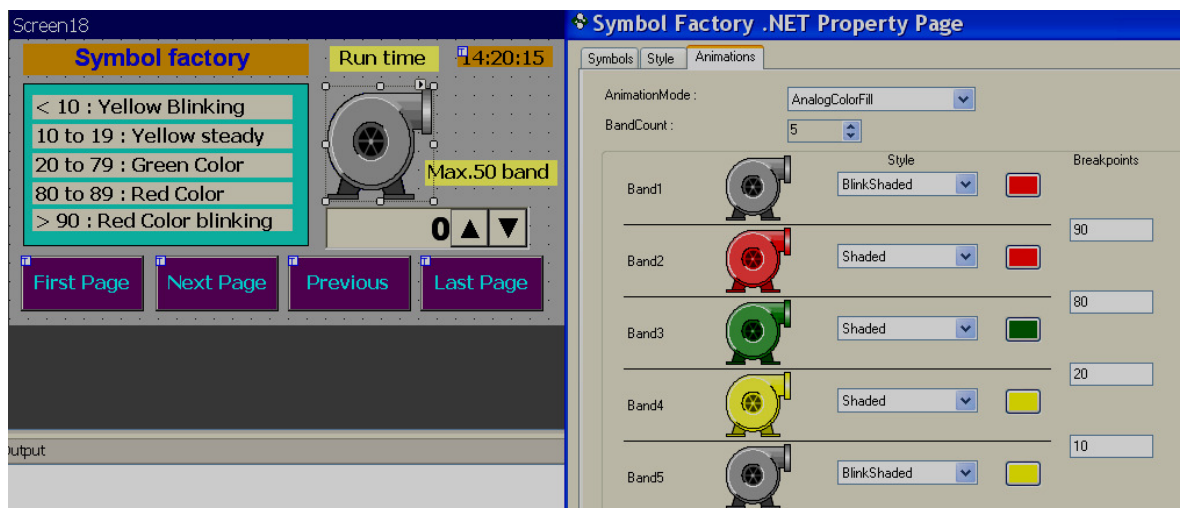 Screen18
Symbol factory
Run time
14:20:15
< 10 : Yellow Blinking
10 to 19 : Yellow steady
20 to 79 : Green Color
80 to 89 : Red Color
> 90 : Red Color blinking
Max.50 band
0
First Page
Next Page
Previous
Last Page
Symbol Factory .NET Property Page
Symbols
Style
Animations
AnimationMode :
AnalogColorFill
BandCount :
5
Style
Breakpoints
Band1
BlinkShaded
90
Band2
Shaded
80
Band3
Shaded
20
Band4
Shaded
10
Band5
BlinkShaded